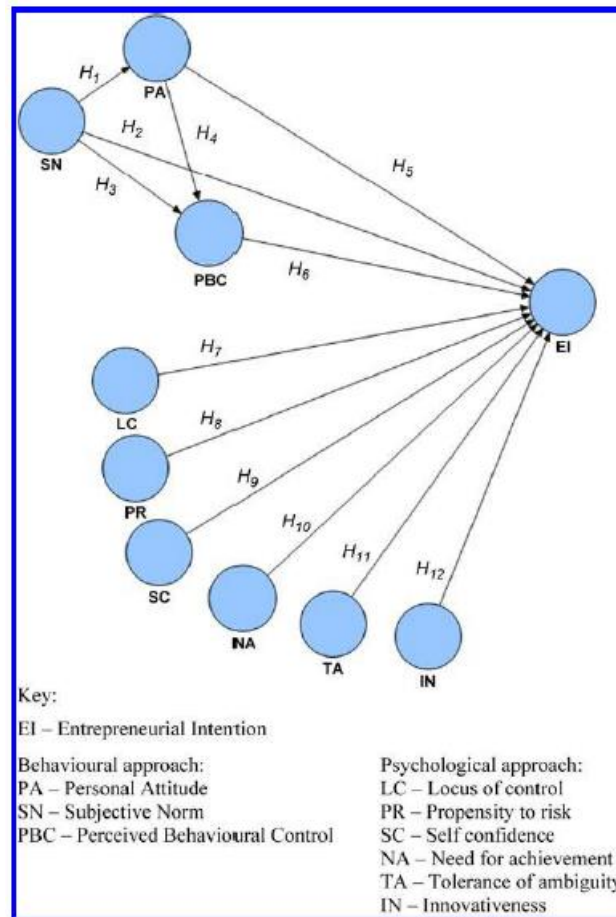 H1
PA
H2
H4
SN
H3
H5
PBC
H6
EI
H7
LC
H8
PR
H9
SC
H10
NA
H11
TA
H12
IN
Key:
EI – Entrepreneurial Intention
Behavioural approach:
PA – Personal Attitude
SN – Subjective Norm
PBC – Perceived Behavioural Control
Psychological approach:
LC – Locus of control
PR – Propensity to risk
SC – Self confidence
NA – Need for achievement
TA – Tolerance of ambiguity
IN – Innovativeness